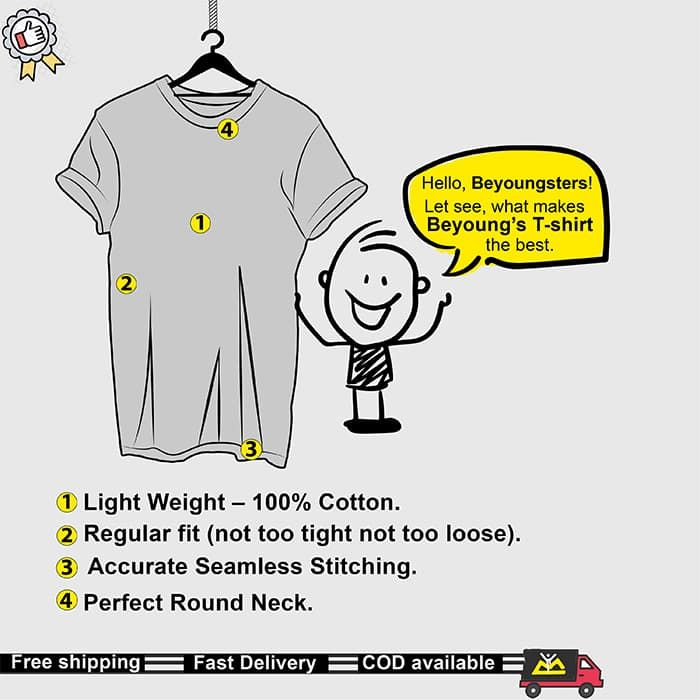 4
1
2
3
Hello, Beyoungsters!
Let see, what makes
Beyoung's T-shirt
the best.
1 Light Weight – 100% Cotton.
2 Regular fit (not too tight not too loose).
3 Accurate Seamless Stitching.
4 Perfect Round Neck.
Free shipping Fast Delivery COD available